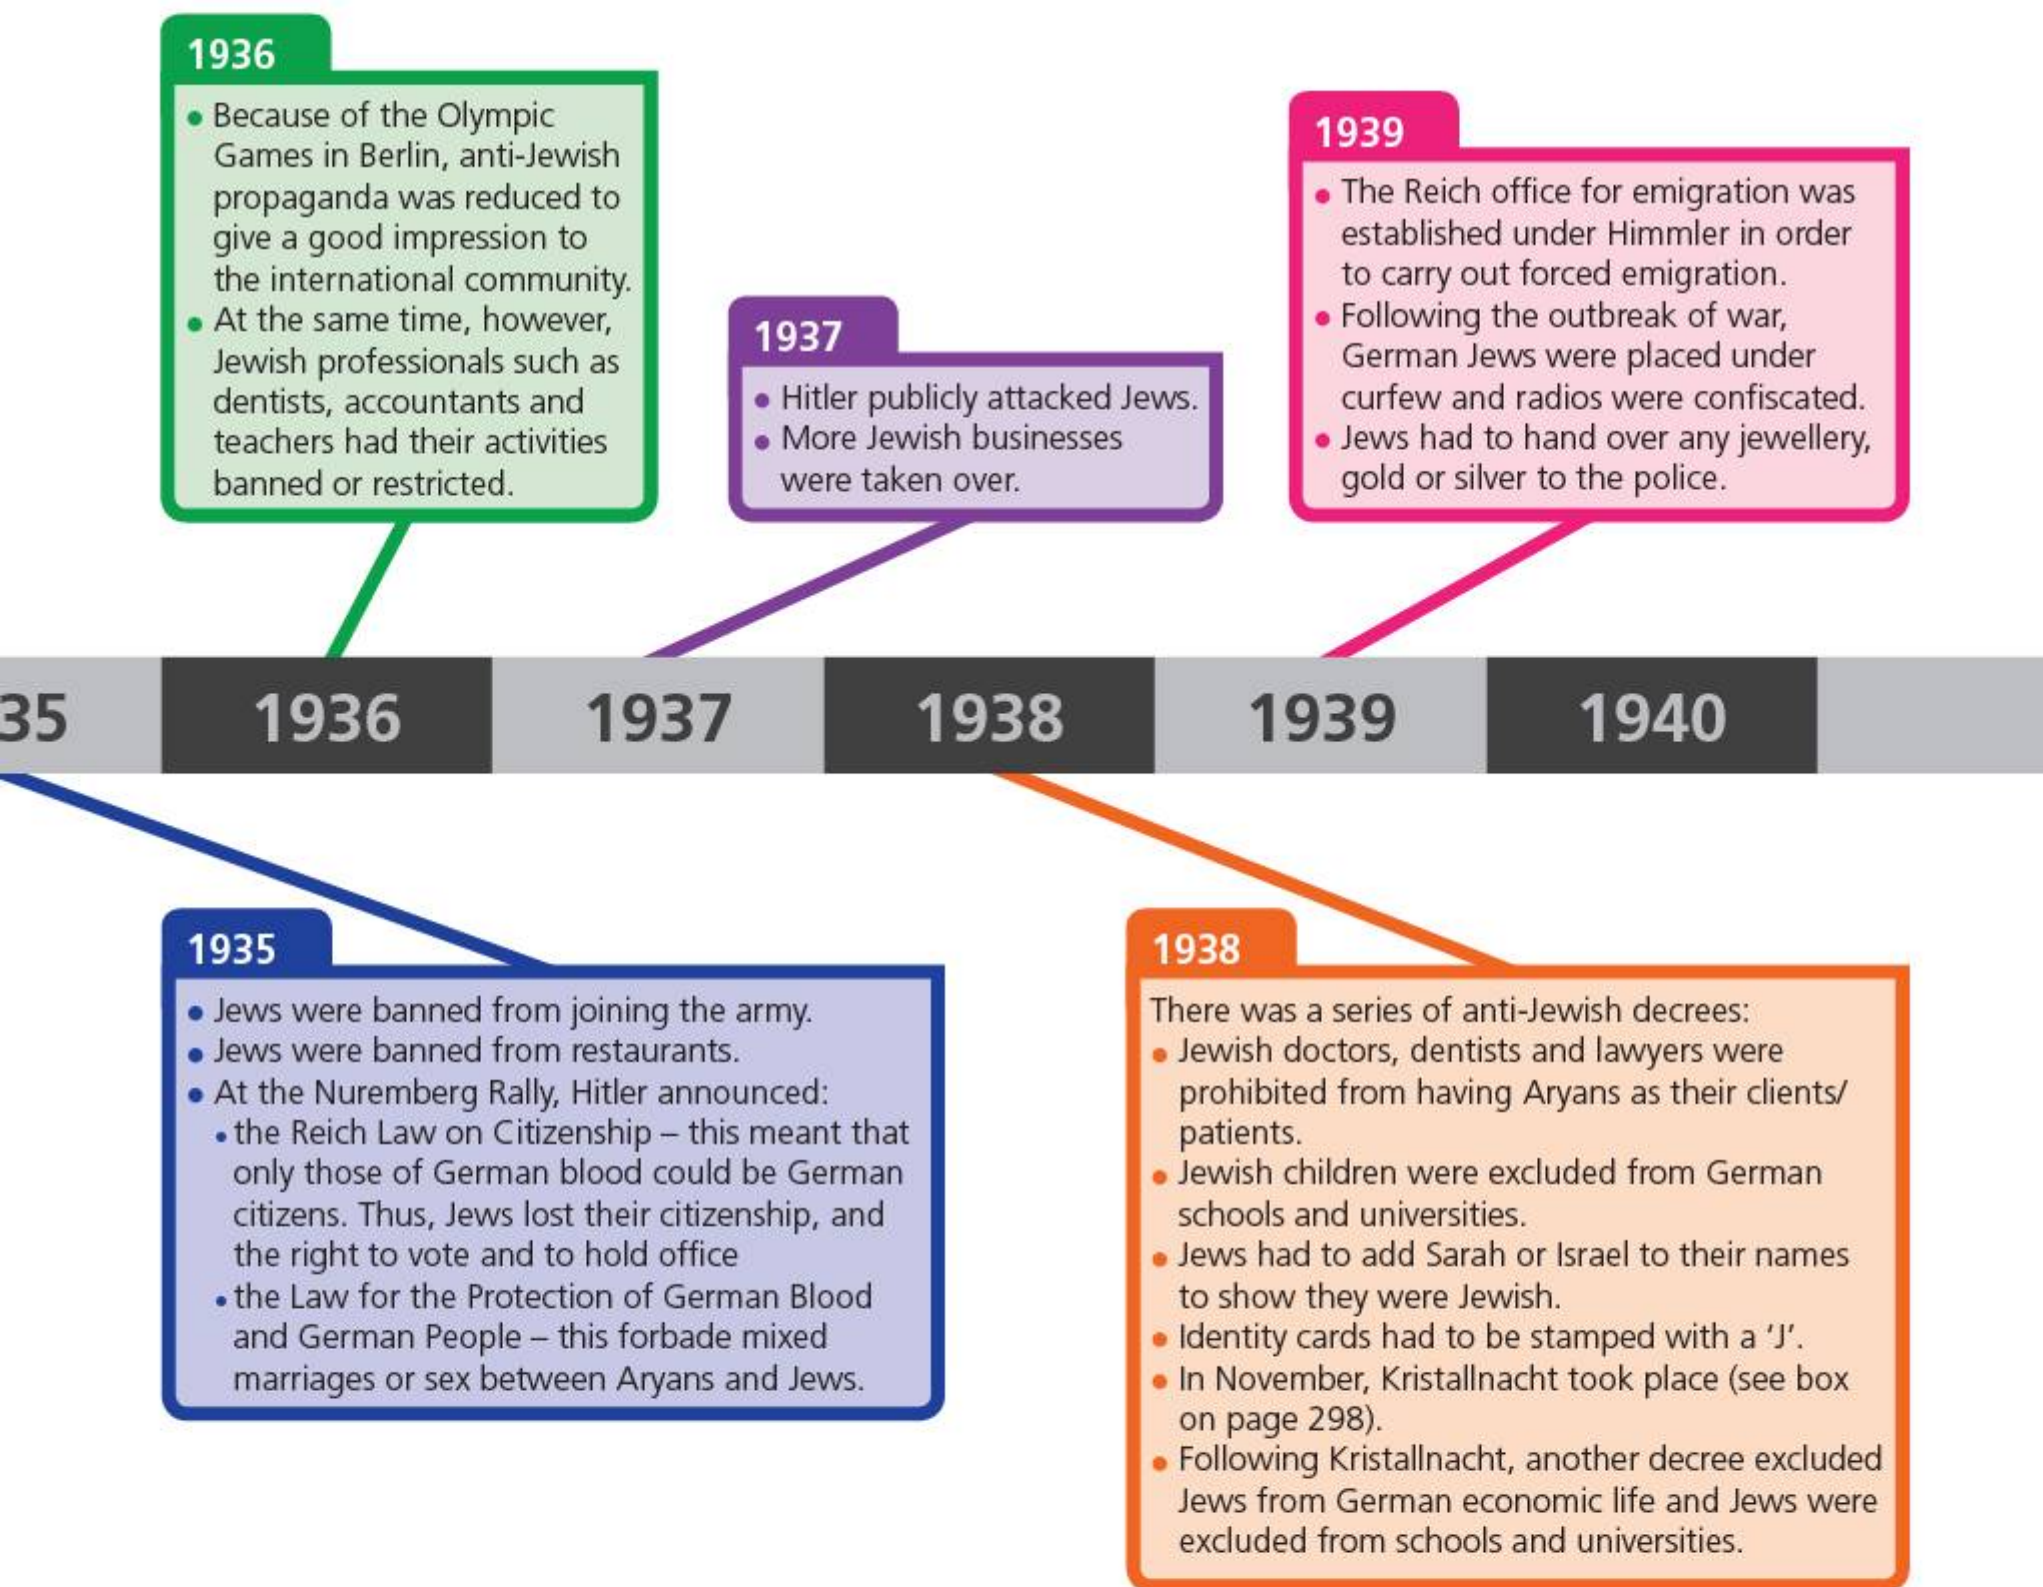 1936
• Because of the Olympic
Games in Berlin, anti-Jewish
propaganda was reduced to
give a good impression to
the international community.
• At the same time, however,
Jewish professionals such as
dentists, accountants and
teachers had their activities
banned or restricted.
1937
• Hitler publicly attacked Jews.
• More Jewish businesses
were taken over.
1939
• The Reich office for emigration was
established under Himmler in order
to carry out forced emigration.
• Following the outbreak of war,
German Jews were placed under
curfew and radios were confiscated.
• Jews had to hand over any jewellery,
gold or silver to the police.
35 1936 1937 1938 1939 1940
1935
• Jews were banned from joining the army.
• Jews were banned from restaurants.
• At the Nuremberg Rally, Hitler announced:
• the Reich Law on Citizenship – this meant that
only those of German blood could be German
citizens. Thus, Jews lost their citizenship, and
the right to vote and to hold office
• the Law for the Protection of German Blood
and German People – this forbade mixed
marriages or sex between Aryans and Jews.
1938
There was a series of anti-Jewish decrees:
• Jewish doctors, dentists and lawyers were
prohibited from having Aryans as their clients/
patients.
• Jewish children were excluded from German
schools and universities.
• Jews had to add Sarah or Israel to their names
to show they were Jewish.
• Identity cards had to be stamped with a ‘J’.
• In November, Kristallnacht took place (see box
on page 298).
• Following Kristallnacht, another decree excluded
Jews from German economic life and Jews were
excluded from schools and universities.